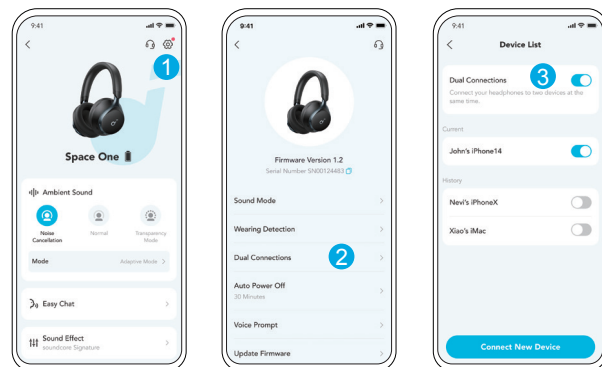 9:41
1
Space One
Ambient Sound
Noise
Cancellation
Normal
Transparency
Mode
Mode
Adaptive Mode >
Easy Chat
Sound Effect
soundcore Signature
9:41
Firmware Version 1.2
Serial Number SN00124483
Sound Mode
Wearing Detection
Dual Connections
2
Auto Power Off
30 Minutes
Voice Prompt
Update Firmware
9:41
Device List
Dual Connections
3
Connect your headphones to two devices at the
same time.
Current
John's iPhone14
History
Nevi's iPhoneX
Xiao's iMac
Connect New Device